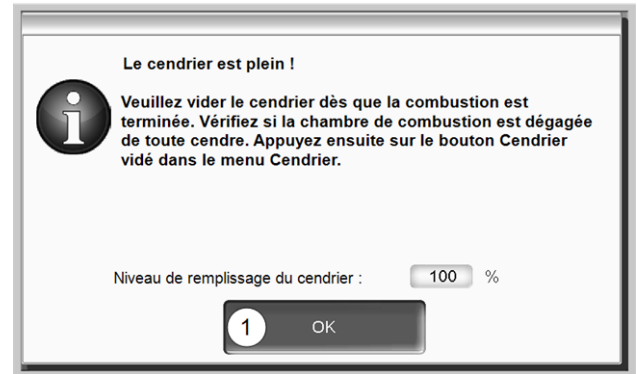 Le cendrier est plein !
Veuillez vider le cendrier dès que la combustion est
terminée. Vérifiez si la chambre de combustion est dégagée
de toute cendre. Appuyez ensuite sur le bouton Cendrier
vidé dans le menu Cendrier.
Niveau de remplissage du cendrier : 100 %
1 OK